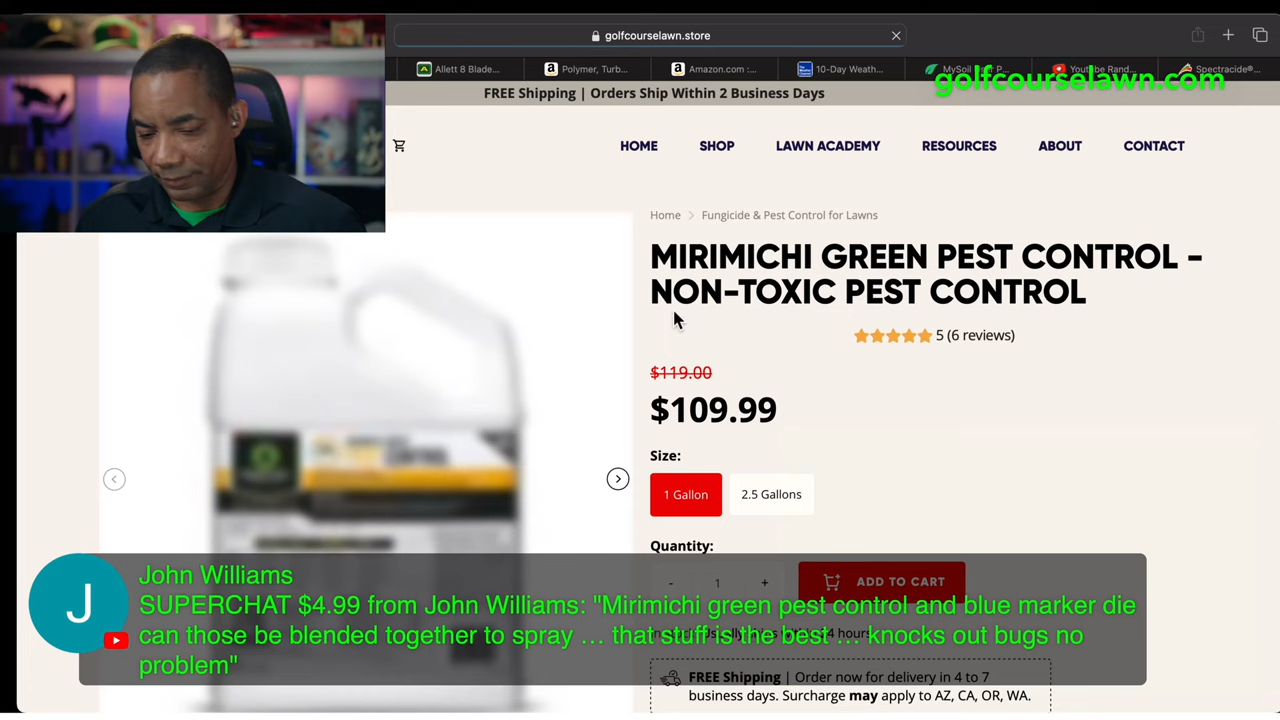 golfcourselawn.store
Allett 8 Blade...
Polymer, Turb...
Amazon.com :...
10-Day Weath...
MySoil
Youtube Rand
Spectracide®...
golfcourselawn.com
FREE Shipping | Orders Ship Within 2 Business Days
HOME
SHOP
LAWN ACADEMY
RESOURCES
ABOUT
CONTACT
Home > Fungicide & Pest Control for Lawns
MIRIMICHI GREEN PEST CONTROL -
NON-TOXIC PEST CONTROL
5 (6 reviews)
$119.00
$109.99
Size:
1 Gallon
2.5 Gallons
Quantity:
- 1 +
ADD TO CART
J
John Williams
SUPERCHAT $4.99 from John Williams: "Mirimichi green pest control and blue marker die
can those be blended together to spray … that stuff is the best … knocks out bugs no
problem"
FREE Shipping | Order now for delivery in 4 to 7
business days. Surcharge may apply to AZ, CA, OR, WA.